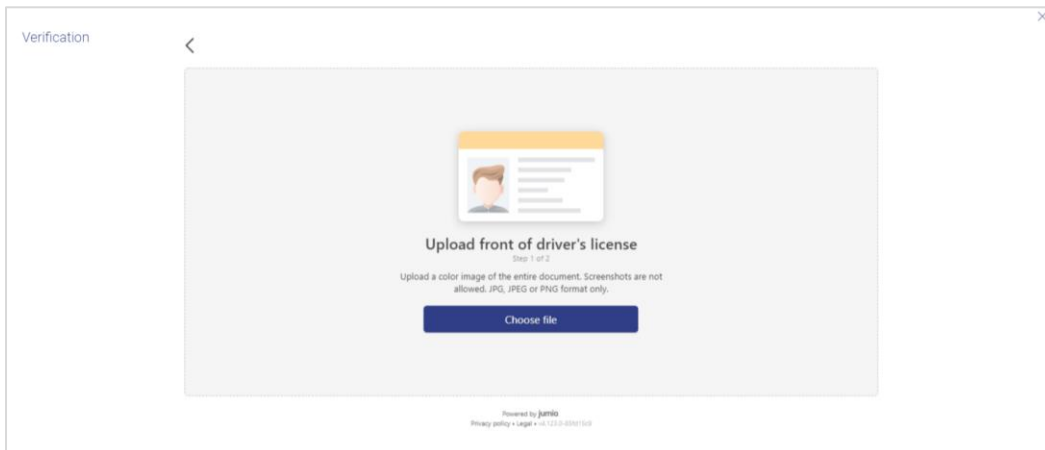 Verification
Upload front of driver's license
Step 1 of 2
Upload a color image of the entire document. Screenshots are not
allowed. JPG, JPEG or PNG format only.
Choose file
Powered by jumio
Privacy policy • Legal •